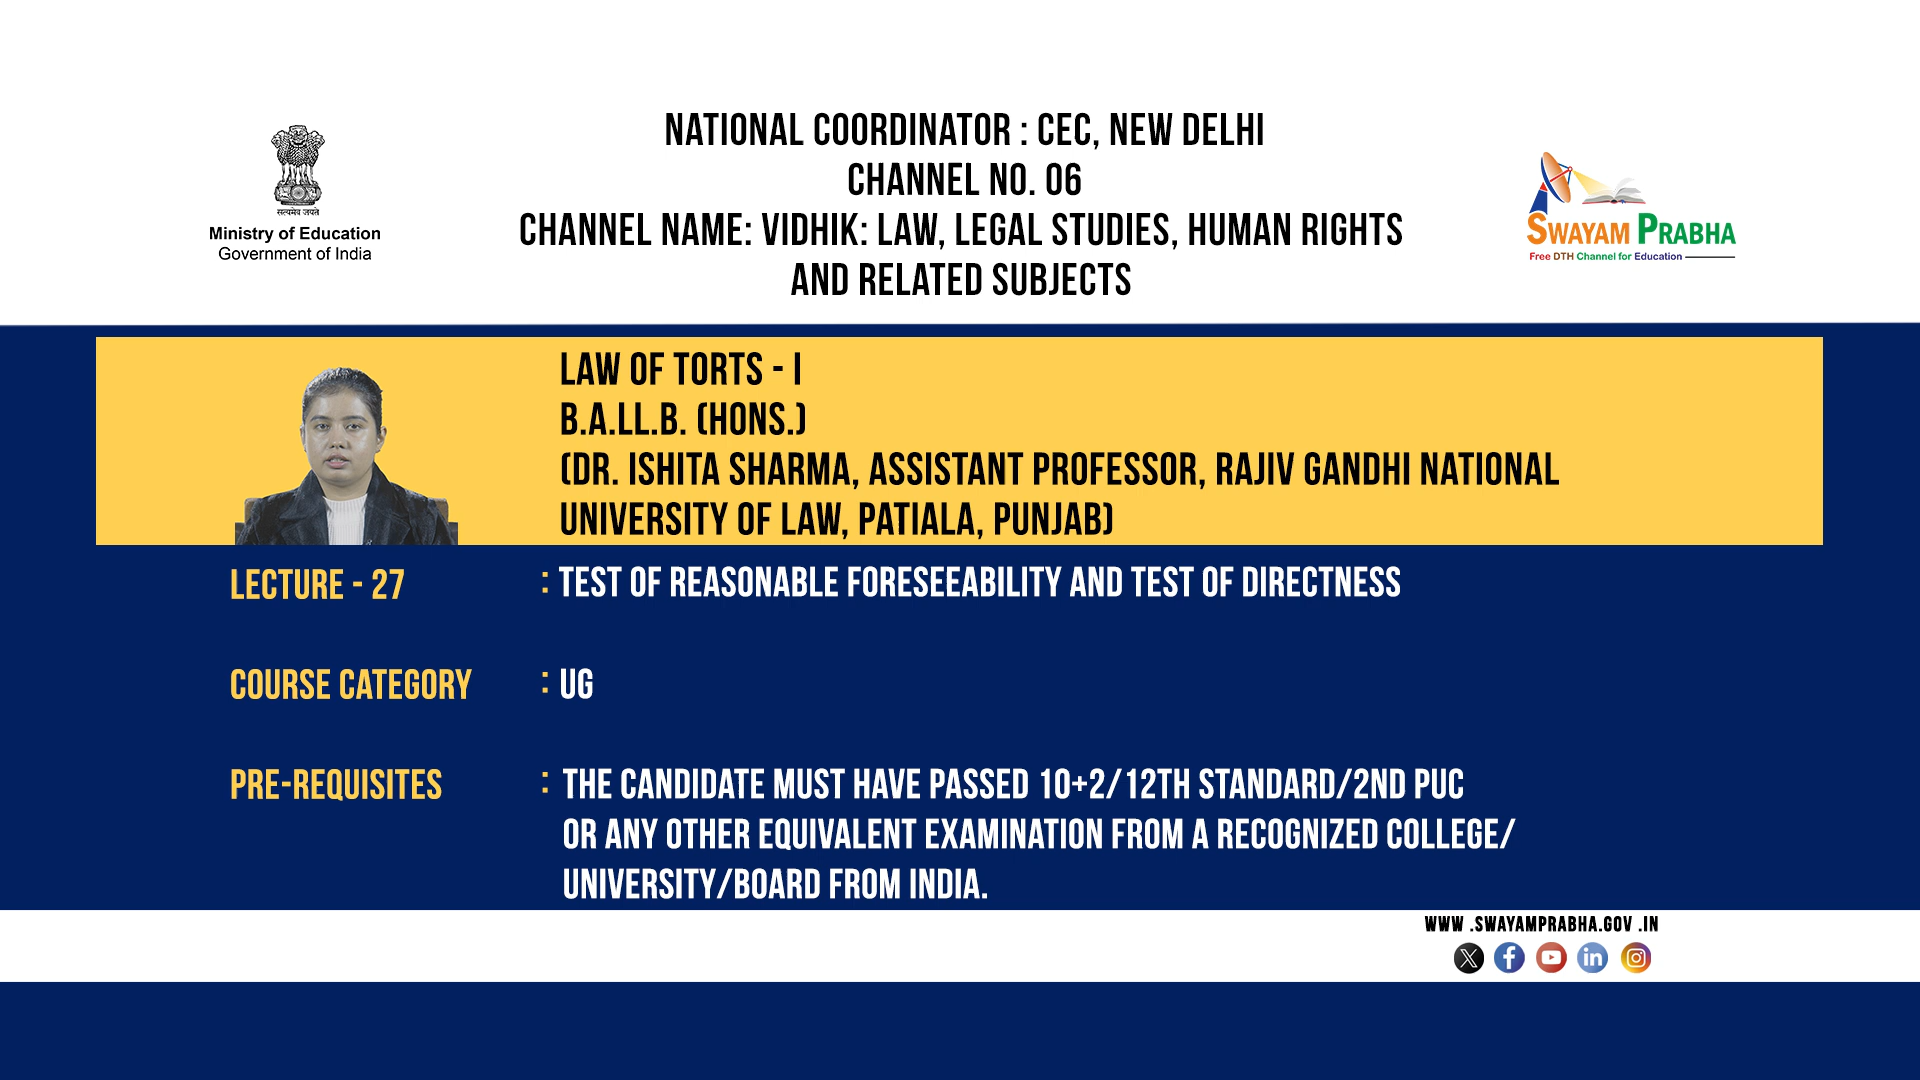 NATIONAL COORDINATOR : CEC, NEW DELHI
CHANNEL NO. 06
CHANNEL NAME: VIDHIK: LAW, LEGAL STUDIES, HUMAN RIGHTS
AND RELATED SUBJECTS
सत्यमेव जयते
Ministry of Education
Government of India
SWAYAM PRABHA
Free DTH Channel for Education
LAW OF TORTS - I
B.A.LL.B. (HONS.)
(DR. ISHITA SHARMA, ASSISTANT PROFESSOR, RAJIV GANDHI NATIONAL
UNIVERSITY OF LAW, PATIALA, PUNJAB)
LECTURE - 27 : TEST OF REASONABLE FORESEEABILITY AND TEST OF DIRECTNESS
COURSE CATEGORY : UG
PRE-REQUISITES : THE CANDIDATE MUST HAVE PASSED 10+2/12TH STANDARD/2ND PUC
OR ANY OTHER EQUIVALENT EXAMINATION FROM A RECOGNIZED COLLEGE/
UNIVERSITY/BOARD FROM INDIA.
WWW .SWAYAMPRABHA.GOV .IN